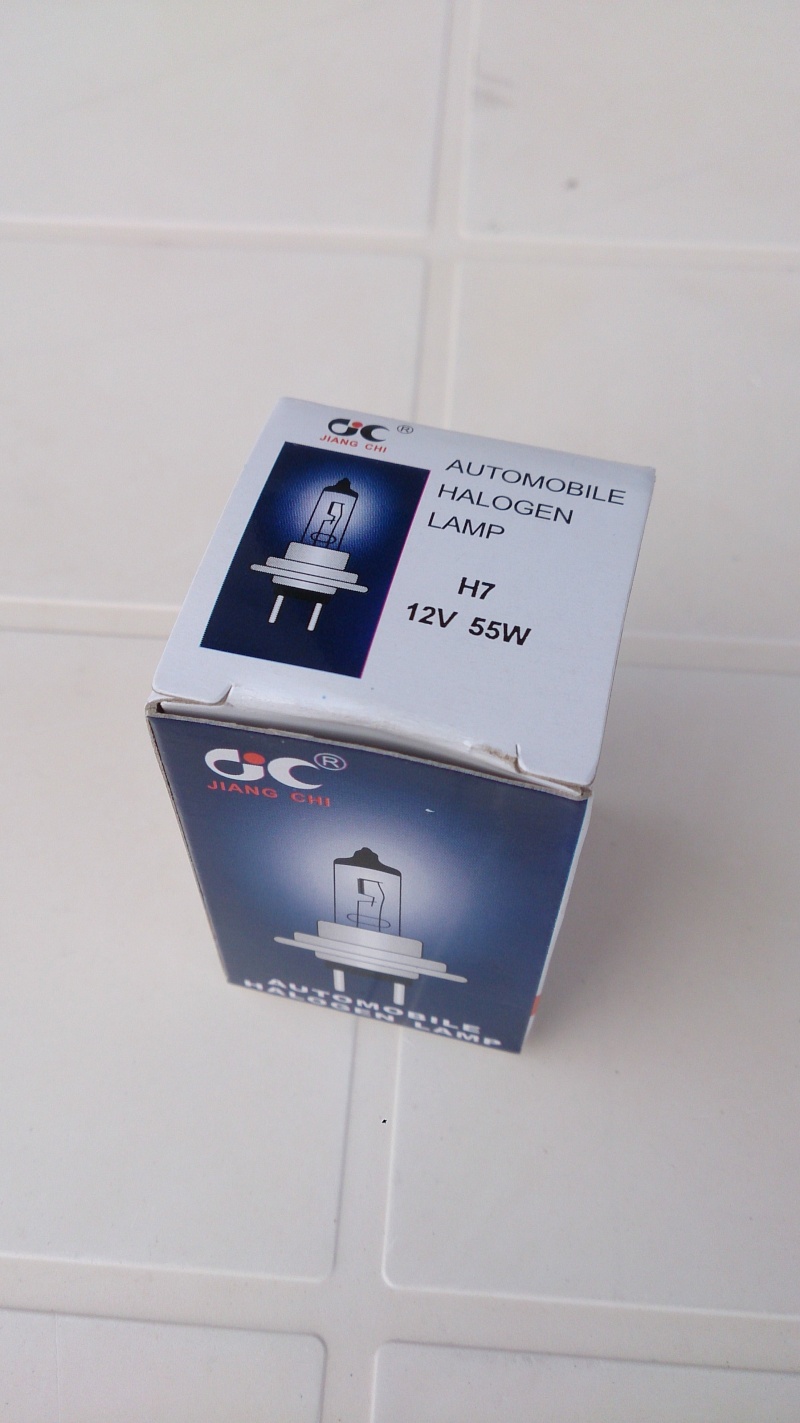 JC ®
JIANG CHI
AUTOMOBILE
HALOGEN
LAMP
H7
12V 55W
JC ®
JIANG CHI
AUTOMOBILE
HALOGEN LAMP